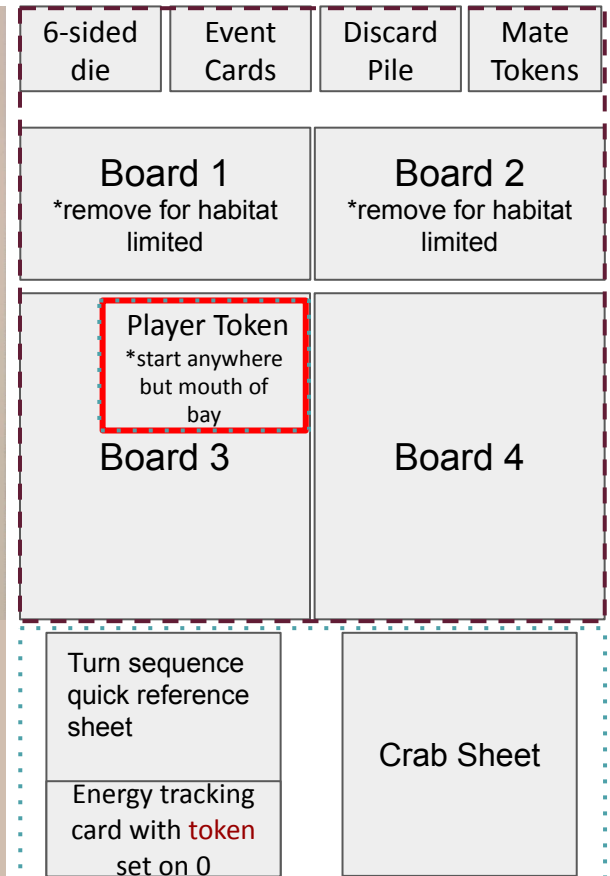 6-sided
die
Event
Cards
Discard
Pile
Mate
Tokens
Board 1
*remove for habitat
limited
Board 2
*remove for habitat
limited
Player Token
*start anywhere
but mouth of
bay
Board 3
Board 4
Turn sequence
quick reference
sheet
Energy tracking
card with token
set on 0
Crab Sheet